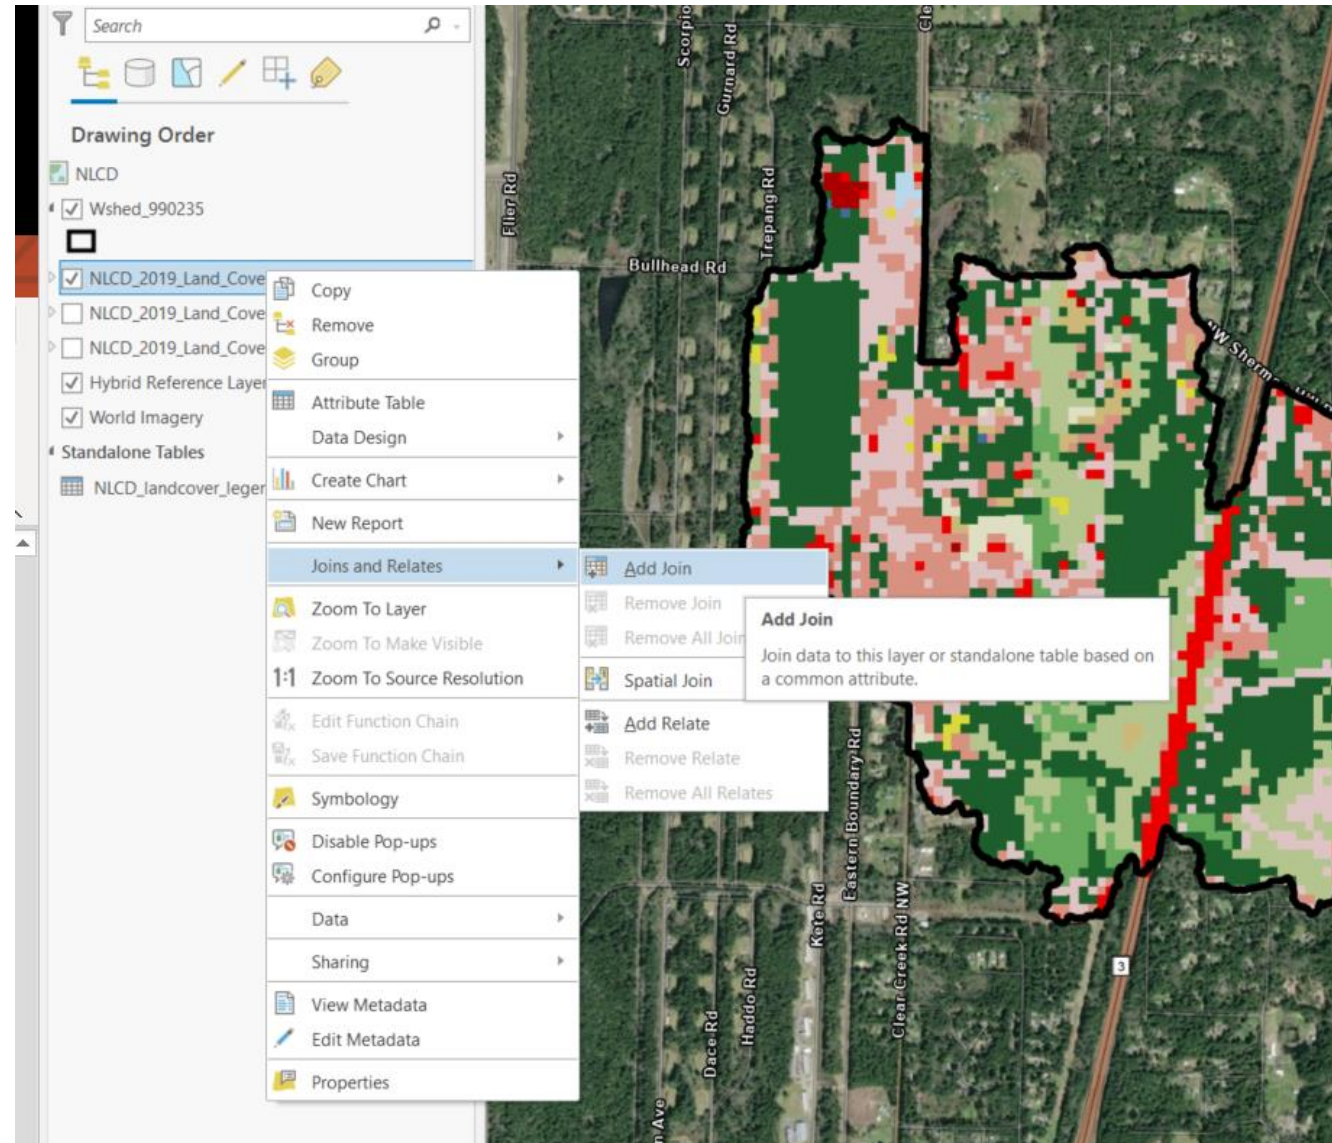 Search
Drawing Order
NLCD
Wshed_990235
NLCD_2019_Land_Cove
NLCD_2019_Land_Cove
NLCD_2019_Land_Cove
Hybrid Reference Layer
World Imagery
Standalone Tables
NLCD_landcover_leger
Copy
Remove
Group
Attribute Table
Data Design
Create Chart
New Report
Joins and Relates
Zoom To Layer
Zoom To Make Visible
1:1 Zoom To Source Resolution
Edit Function Chain
Save Function Chain
Symbology
Disable Pop-ups
Configure Pop-ups
Data
Sharing
View Metadata
Edit Metadata
Properties
Add Join
Remove Join
Remove All Join
Spatial Join
Add Relate
Remove Relate
Remove All Relates
Add Join
Join data to this layer or standalone table based on
a common attribute.
Scorpio
Gurnard Rd
Cle
Flier Rd
Trepang Rd
Bullhead Rd
NW Sherm
Eastern Boundary Rd
Kete Rd
Clear Creek Rd NW
3
Haddo Rd
Dace Rd
n Ave